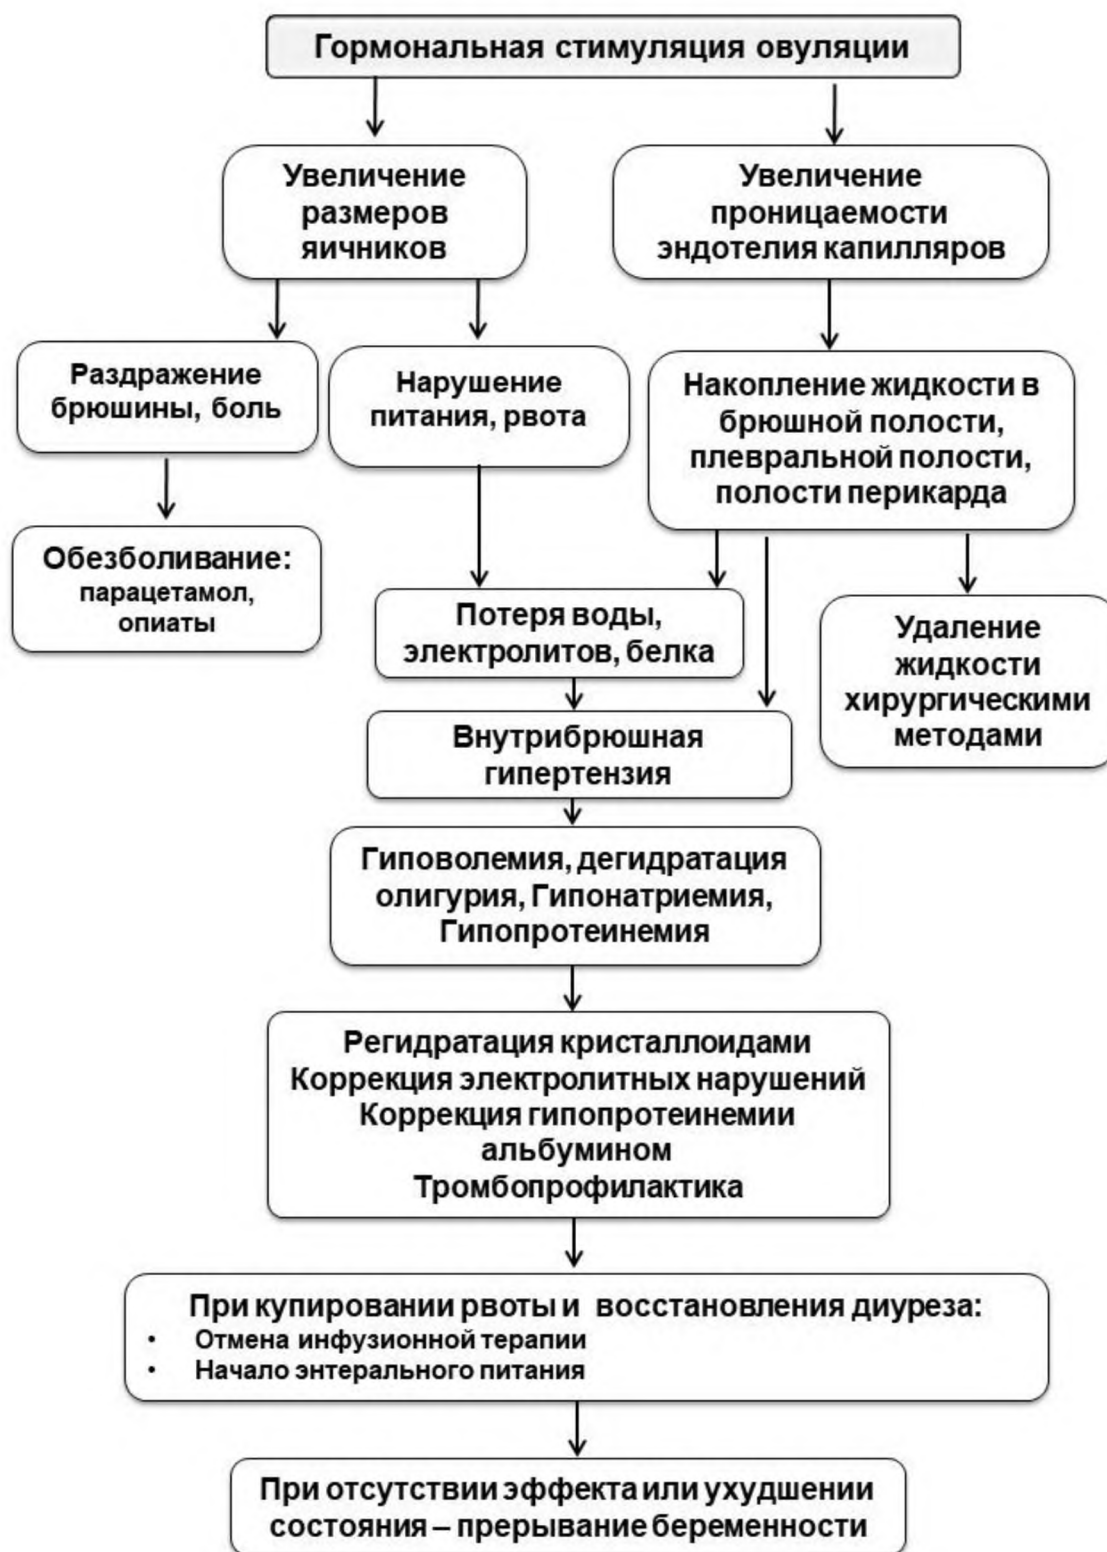 Гормональная стимуляция овуляции
Увеличение
размеров
яичников
Увеличение
проницаемости
эндотелия капилляров
Раздражение
брюшины, боль
Нарушение
питания, рвота
Накопление жидкости в
брюшной полости,
плевральной полости,
полости перикарда
Обезболивание:
парацетамол,
опиаты
Потеря воды,
электролитов, белка
Удаление
жидкости
хирургическими
методами
Внутрибрюшная
гипертензия
Гиповолемия, дегидратация
олигурия, Гипонатриемия,
Гипопротеинемия
Регидратация кристаллоидами
Коррекция электролитных нарушений
Коррекция гипопротеинемии
альбумином
Тромбопрофилактика
При купировании рвоты и восстановления диуреза:
• Отмена инфузионной терапии
• Начало энтерального питания
При отсутствии эффекта или ухудшении
состояния – прерывание беременности